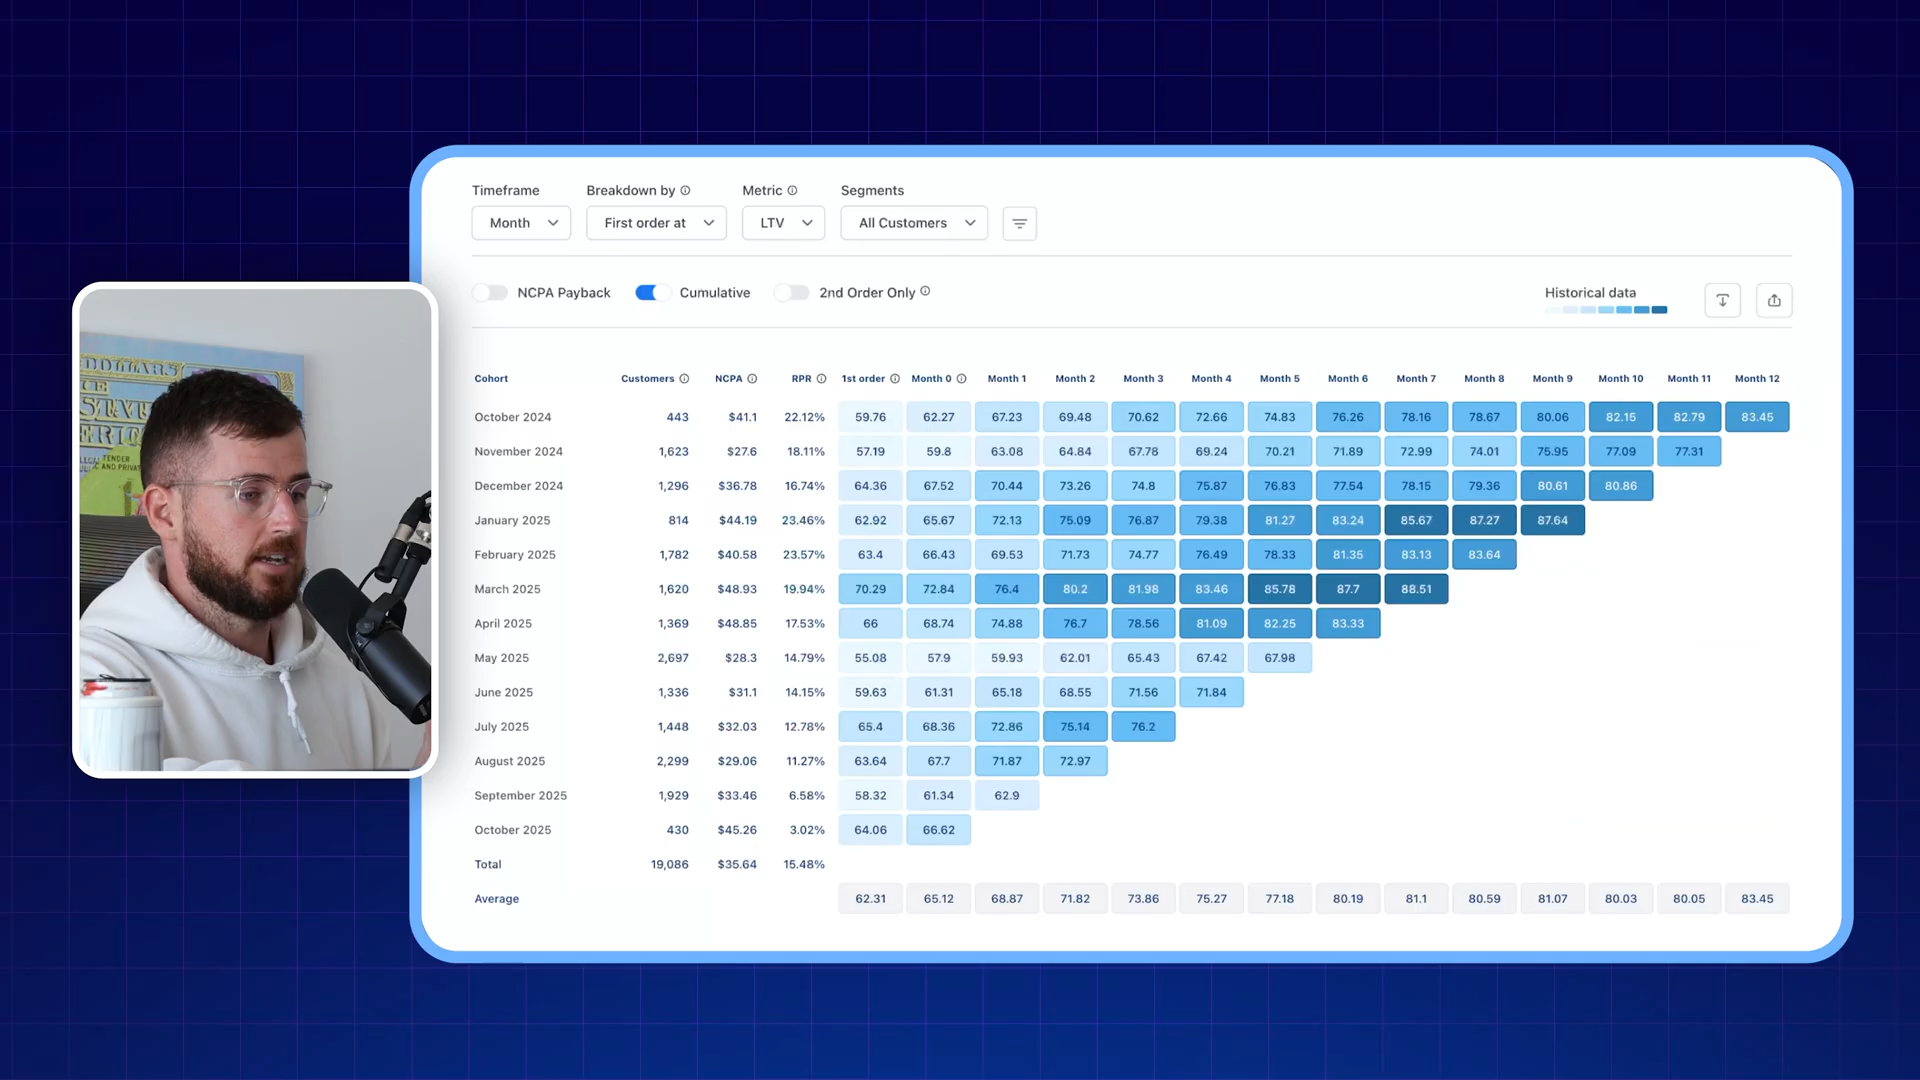 Timeframe Breakdown by Metric Segments
Month First order at LTV All Customers
NCPA Payback Cumulative 2nd Order Only Historical data
Cohort Customers NCPA RPR 1st order Month 0 Month 1 Month 2 Month 3 Month 4 Month 5 Month 6 Month 7 Month 8 Month 9 Month 10 Month 11 Month 12
October 2024 443 $41.1 22.12% 59.76 62.27 67.23 69.48 70.62 72.66 74.83 76.26 78.16 78.67 80.06 82.15 82.79 83.45
November 2024 1,623 $27.6 18.11% 57.19 59.8 63.08 64.84 67.78 69.24 70.21 71.89 72.99 74.01 75.95 77.09 77.31
December 2024 1,296 $36.78 16.74% 64.36 67.52 70.44 73.26 74.8 75.87 76.83 77.54 78.15 79.36 80.61 80.86
January 2025 814 $44.19 23.46% 62.92 65.67 72.13 75.09 76.87 79.38 81.27 83.24 85.67 87.27 87.64
February 2025 1,782 $40.58 23.57% 63.4 66.43 69.53 71.73 74.77 76.49 78.33 81.35 83.13 83.64
March 2025 1,620 $48.93 19.94% 70.29 72.84 76.4 80.2 81.98 83.46 85.78 87.7 88.51
April 2025 1,369 $48.85 17.53% 66 68.74 74.88 76.7 78.56 81.09 82.25 83.33
May 2025 2,697 $28.3 14.79% 55.08 57.9 59.93 62.01 65.43 67.42 67.98
June 2025 1,336 $31.1 14.15% 59.63 61.31 65.18 68.55 71.56 71.84
July 2025 1,448 $32.03 12.78% 65.4 68.36 72.86 75.14 76.2
August 2025 2,299 $29.06 11.27% 63.64 67.7 71.87 72.97
September 2025 1,929 $33.46 6.58% 58.32 61.34 62.9
October 2025 430 $45.26 3.02% 64.06 66.62
Total 19,086 $35.64 15.48%
Average 62.31 65.12 68.87 71.82 73.86 75.27 77.18 80.19 81.1 80.59 81.07 80.03 80.05 83.45
DOLLARS
TENDER